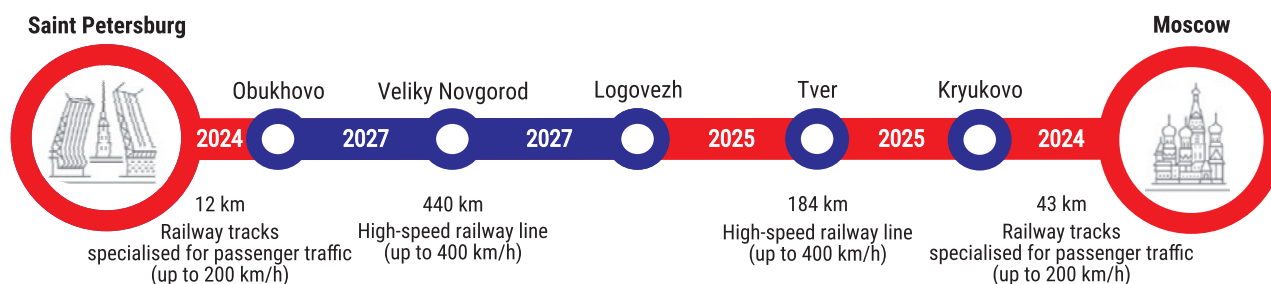 Saint Petersburg
Moscow
Obukhovo
Veliky Novgorod
Logovezh
Tver
Kryukovo
2024
2027
2027
2025
2025
2024
12 km
Railway tracks
specialised for passenger traffic
(up to 200 km/h)
440 km
High-speed railway line
(up to 400 km/h)
184 km
High-speed railway line
(up to 400 km/h)
43 km
Railway tracks
specialised for passenger traffic
(up to 200 km/h)